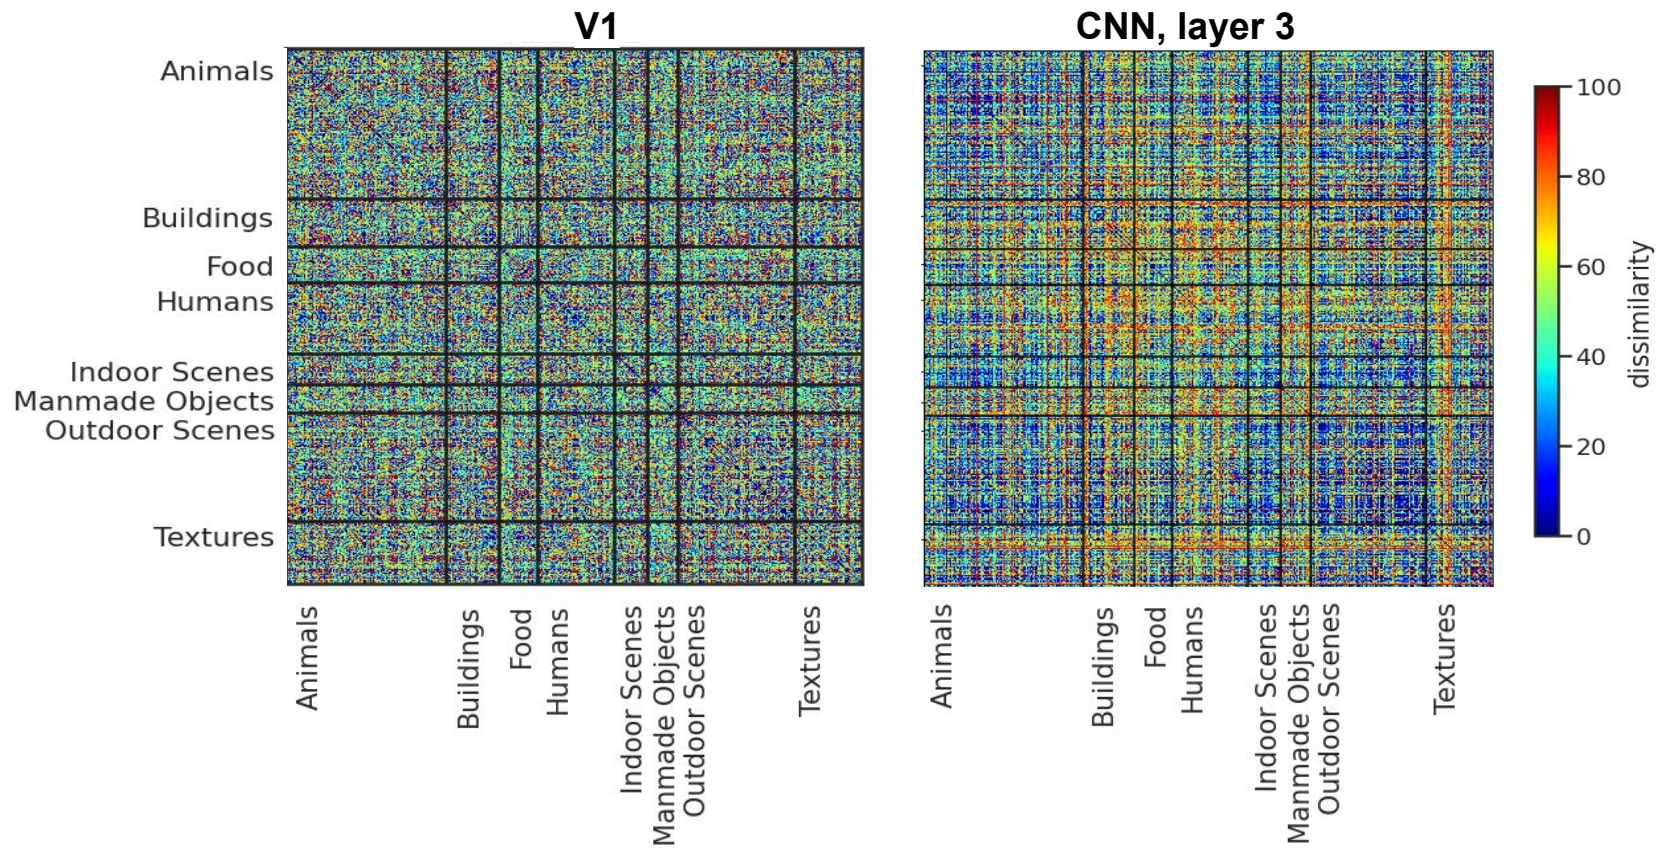 V1
CNN, layer 3
Animals
Buildings
Food
Humans
Indoor Scenes
Manmade Objects
Outdoor Scenes
Textures
Animals
Buildings
Food
Humans
Indoor Scenes
Manmade Objects
Outdoor Scenes
Textures
Animals
Buildings
Food
Humans
Indoor Scenes
Manmade Objects
Outdoor Scenes
Textures
100
80
60
40
20
0
dissimilarity